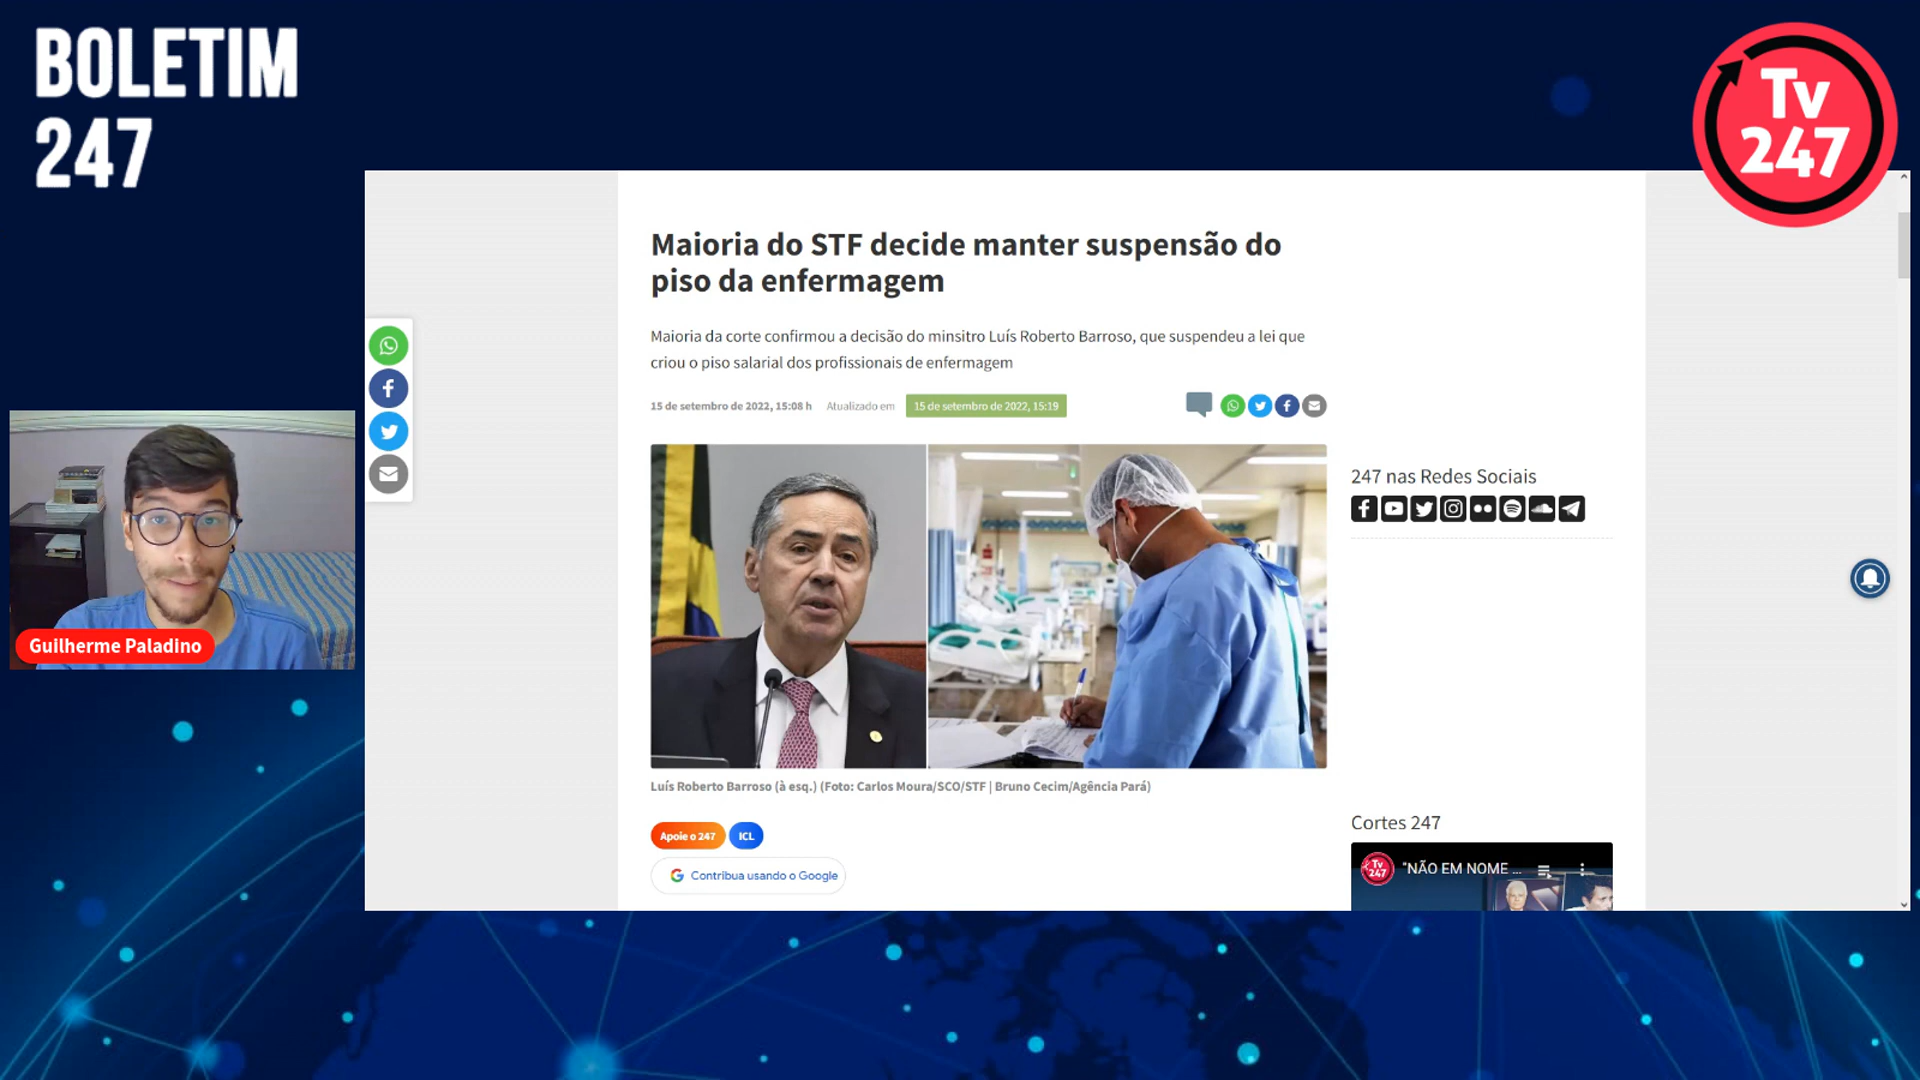 BOLETIM
247
Tv
247
Maioria do STF decide manter suspensão do
piso da enfermagem
Maioria da corte confirmou a decisão do minsitro Luís Roberto Barroso, que suspendeu a lei que
criou o piso salarial dos profissionais de enfermagem
15 de setembro de 2022, 15:08 h Atualizado em 15 de setembro de 2022, 15:19
247 nas Redes Sociais
Guilherme Paladino
Luís Roberto Barroso (à esq.) (Foto: Carlos Moura/SCO/STF | Bruno Cecim/Agência Pará)
Apoie o 247 ICL
Contribua usando o Google
Cortes 247
Tv
247
"NÃO EM NOME ...